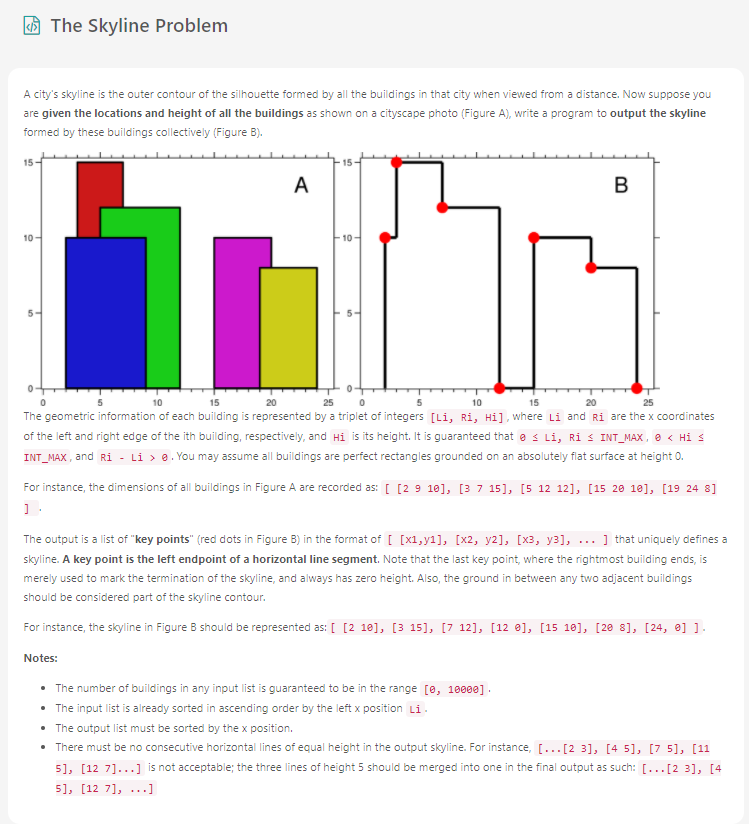 The Skyline Problem
A city's skyline is the outer contour of the silhouette formed by all the buildings in that city when viewed from a distance. Now suppose you
are given the locations and height of all the buildings as shown on a cityscape photo (Figure A), write a program to output the skyline
formed by these buildings collectively (Figure B).
15 15
A B
10 10
5 5
0 0
0 5 10 15 20 25 0 5 10 15 20 25
The geometric information of each building is represented by a triplet of integers [Li, Ri, Hi], where Li and Ri are the x coordinates
of the left and right edge of the ith building, respectively, and Hi is its height. It is guaranteed that 0 ≤ Li, Ri ≤ INT_MAX, 0 < Hi ≤
INT_MAX, and Ri - Li > 0. You may assume all buildings are perfect rectangles grounded on an absolutely flat surface at height 0.
For instance, the dimensions of all buildings in Figure A are recorded as: [ [2 9 10], [3 7 15], [5 12 12], [15 20 10], [19 24 8]
] .
The output is a list of "key points" (red dots in Figure B) in the format of [ [x1,y1], [x2, y2], [x3, y3], ... ] that uniquely defines a
skyline. A key point is the left endpoint of a horizontal line segment. Note that the last key point, where the rightmost building ends, is
merely used to mark the termination of the skyline, and always has zero height. Also, the ground in between any two adjacent buildings
should be considered part of the skyline contour.
For instance, the skyline in Figure B should be represented as: [ [2 10], [3 15], [7 12], [12 0], [15 10], [20 8], [24, 0] ].
Notes:
• The number of buildings in any input list is guaranteed to be in the range [0, 10000].
• The input list is already sorted in ascending order by the left x position Li.
• The output list must be sorted by the x position.
• There must be no consecutive horizontal lines of equal height in the output skyline. For instance, [...[2 3], [4 5], [7 5], [11
5], [12 7]...] is not acceptable; the three lines of height 5 should be merged into one in the final output as such: [...[2 3], [4
5], [12 7], ...]